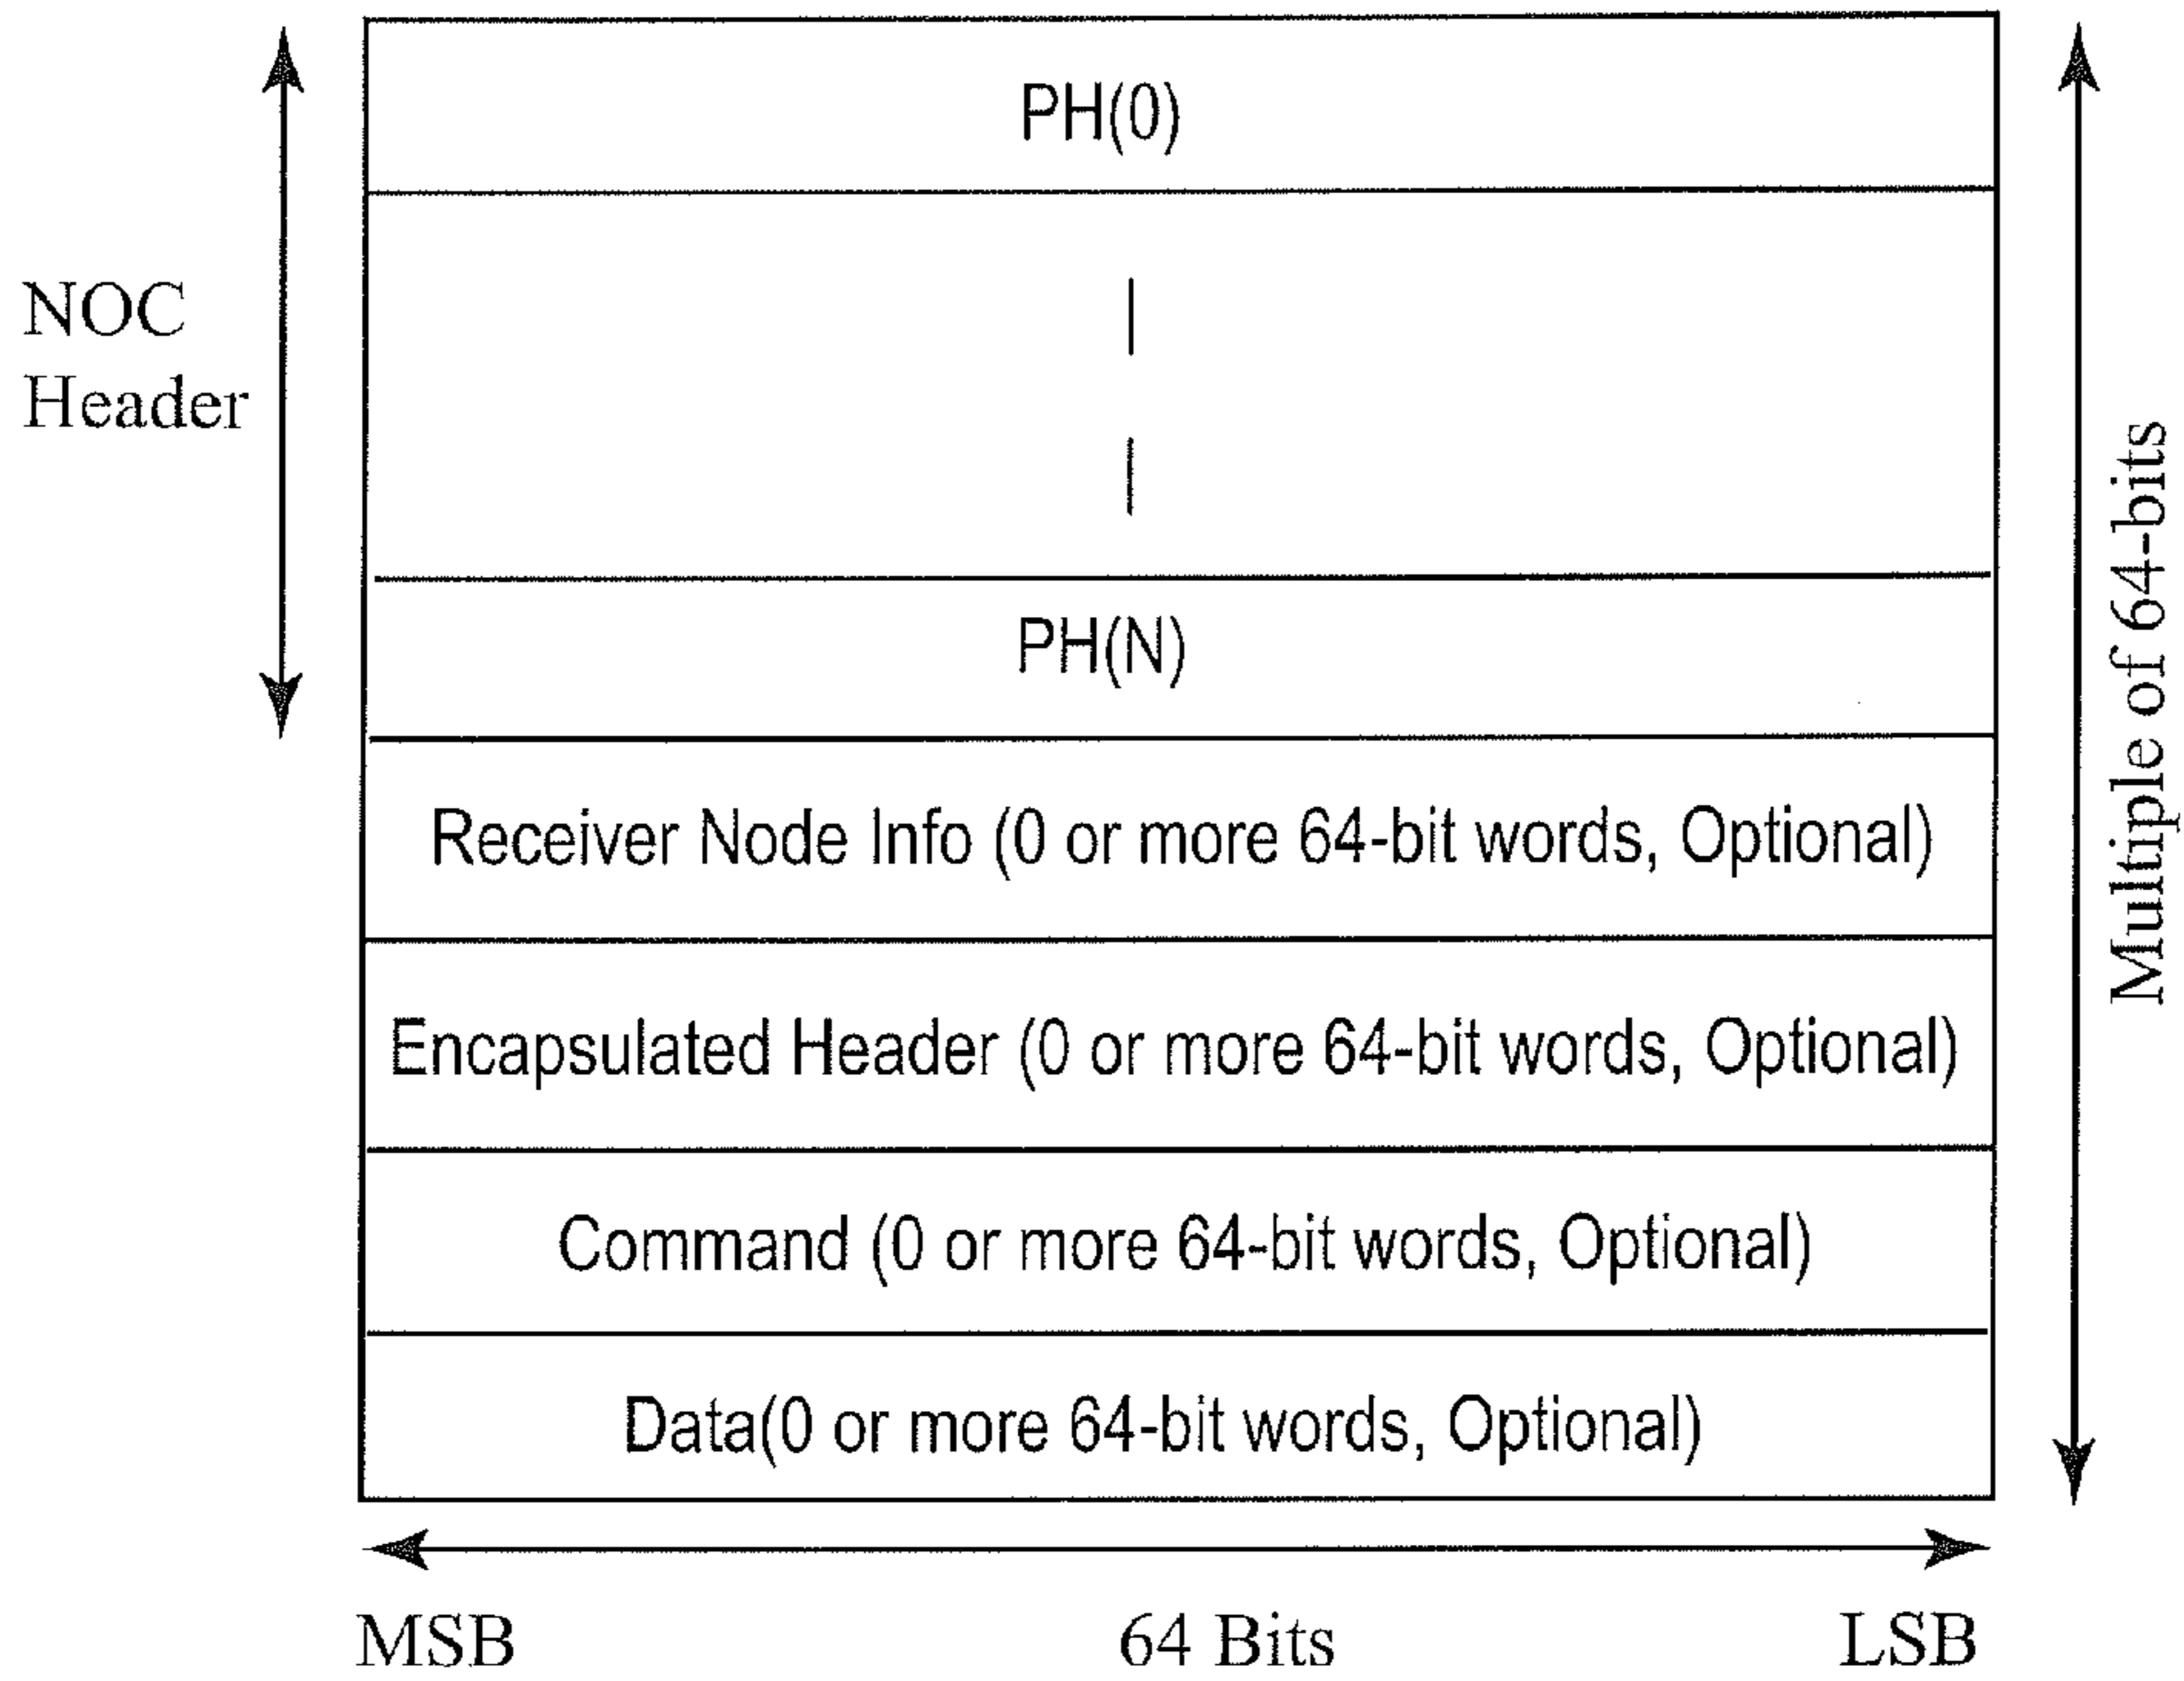 PH(0)
NOC
Header
PH(N)
Multiple of 64-bits
Receiver Node Info (0 or more 64-bit words, Optional)
Encapsulated Header (0 or more 64-bit words, Optional)
Command (0 or more 64-bit words, Optional)
Data(0 or more 64-bit words, Optional)
MSB
64 Bits
LSB